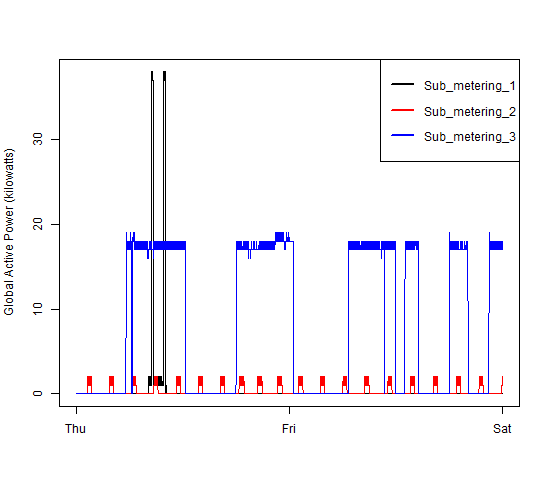 Sub_metering_1
Sub_metering_2
Sub_metering_3
Global Active Power (kilowatts)
30
20
10
0
Thu Fri Sat